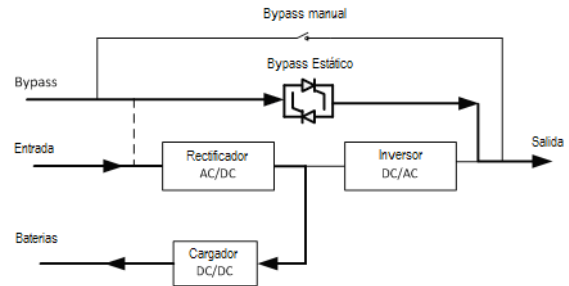 Bypass manual
Bypass Estático
Bypass
Entrada
Rectificador
AC/DC
Inversor
DC/AC
Salida
Baterias
Cargador
DC/DC